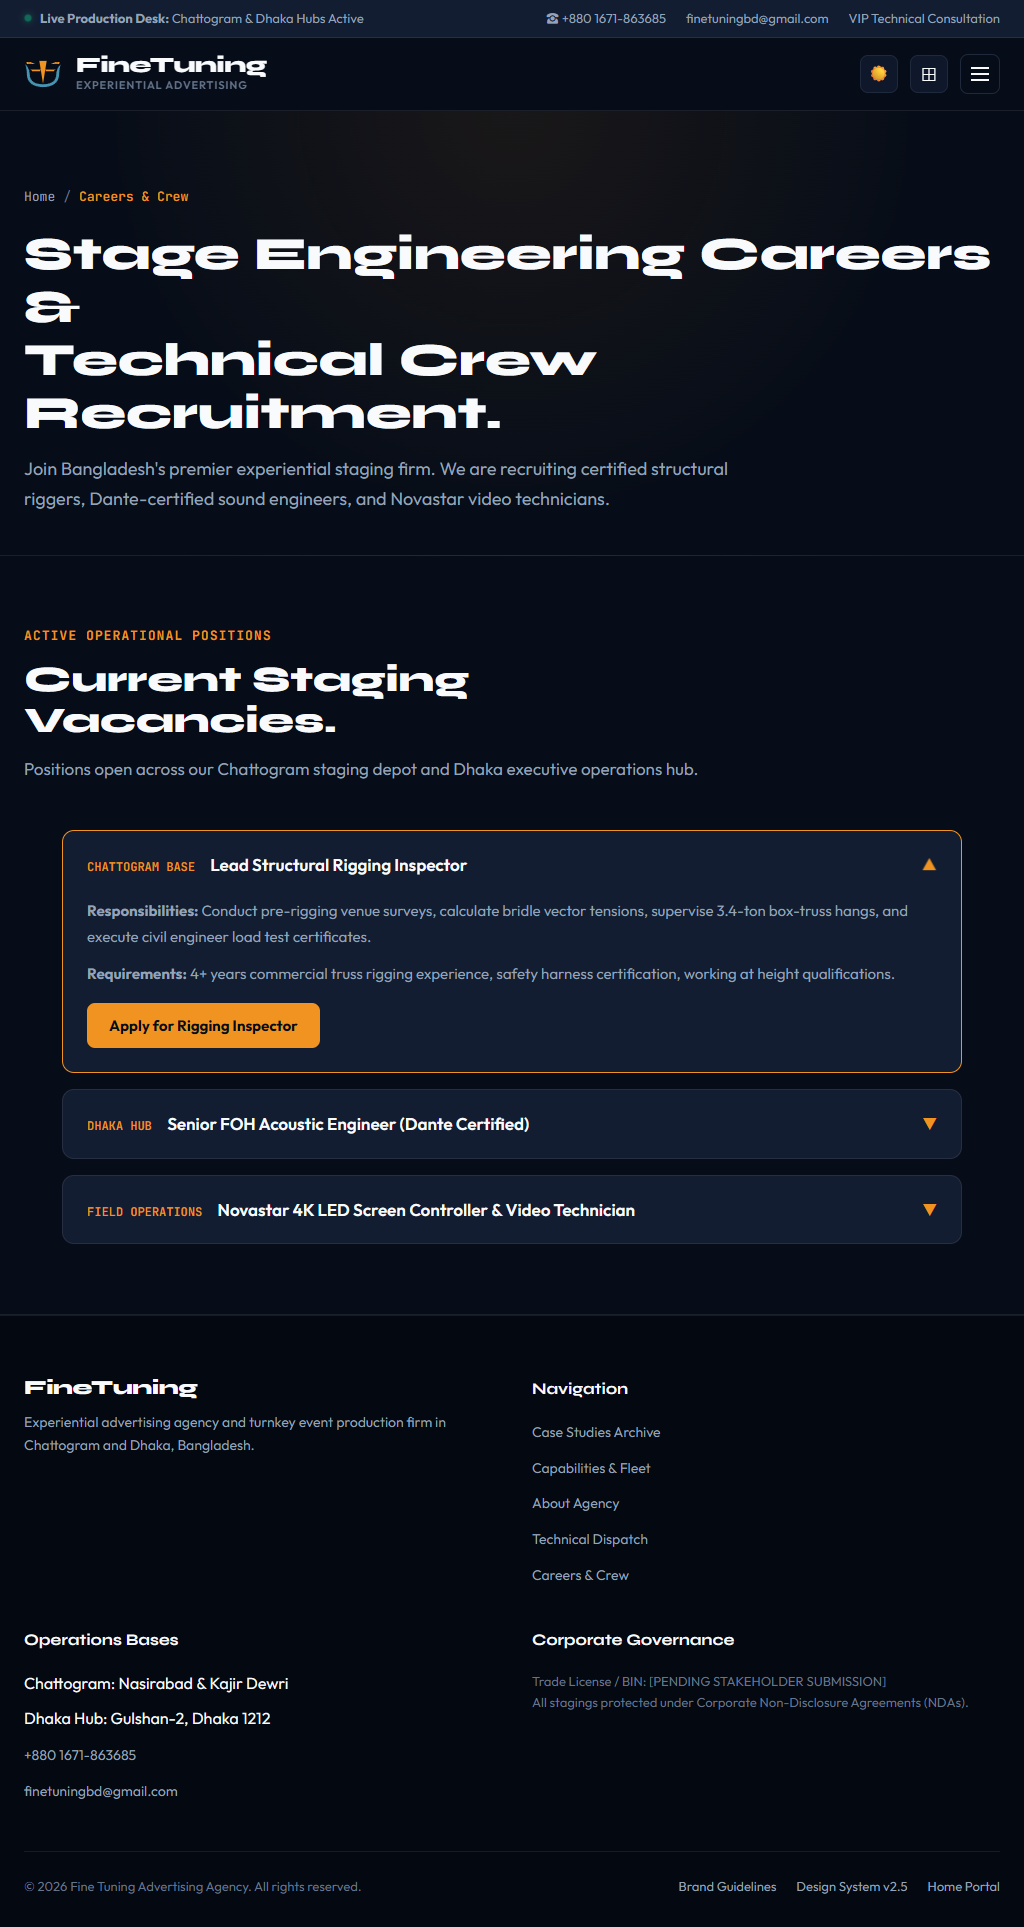 Live Production Desk: Chattogram & Dhaka Hubs Active
☎ +880 1671-863685
finetuningbd@gmail.com
VIP Technical Consultation
FineTuning
EXPERIENTIAL ADVERTISING
Home / Careers & Crew
Stage Engineering Careers
&
Technical Crew
Recruitment.
Join Bangladesh's premier experiential staging firm. We are recruiting certified structural
riggers, Dante-certified sound engineers, and Novastar video technicians.
ACTIVE OPERATIONAL POSITIONS
Current Staging
Vacancies.
Positions open across our Chattogram staging depot and Dhaka executive operations hub.
CHATTOGRAM BASE Lead Structural Rigging Inspector ▲
Responsibilities: Conduct pre-rigging venue surveys, calculate bridle vector tensions, supervise 3.4-ton box-truss hangs, and
execute civil engineer load test certificates.
Requirements: 4+ years commercial truss rigging experience, safety harness certification, working at height qualifications.
Apply for Rigging Inspector
DHAKA HUB Senior FOH Acoustic Engineer (Dante Certified) ▼
FIELD OPERATIONS Novastar 4K LED Screen Controller & Video Technician ▼
FineTuning
Experiential advertising agency and turnkey event production firm in
Chattogram and Dhaka, Bangladesh.
Navigation
Case Studies Archive
Capabilities & Fleet
About Agency
Technical Dispatch
Careers & Crew
Operations Bases
Chattogram: Nasirabad & Kajir Dewri
Dhaka Hub: Gulshan-2, Dhaka 1212
+880 1671-863685
finetuningbd@gmail.com
Corporate Governance
Trade License / BIN: [PENDING STAKEHOLDER SUBMISSION]
All stagings protected under Corporate Non-Disclosure Agreements (NDAs).
© 2026 Fine Tuning Advertising Agency. All rights reserved.
Brand Guidelines
Design System v2.5
Home Portal